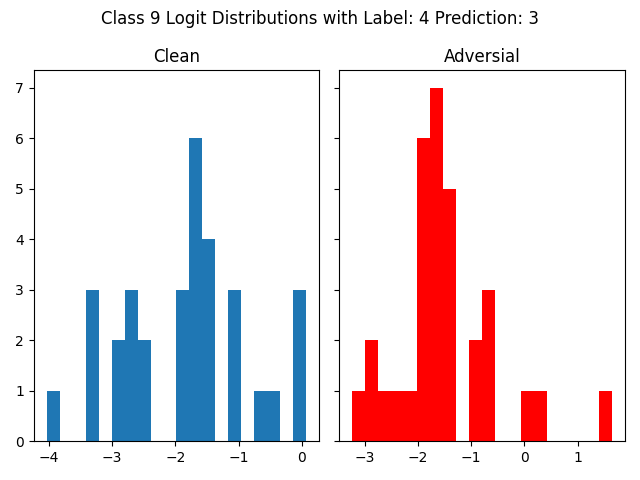 Class 9 Logit Distributions with Label: 4 Prediction: 3
Clean
Adversial
7
6
5
4
3
2
1
0
−4 −3 −2 −1 0
−3 −2 −1 0 1